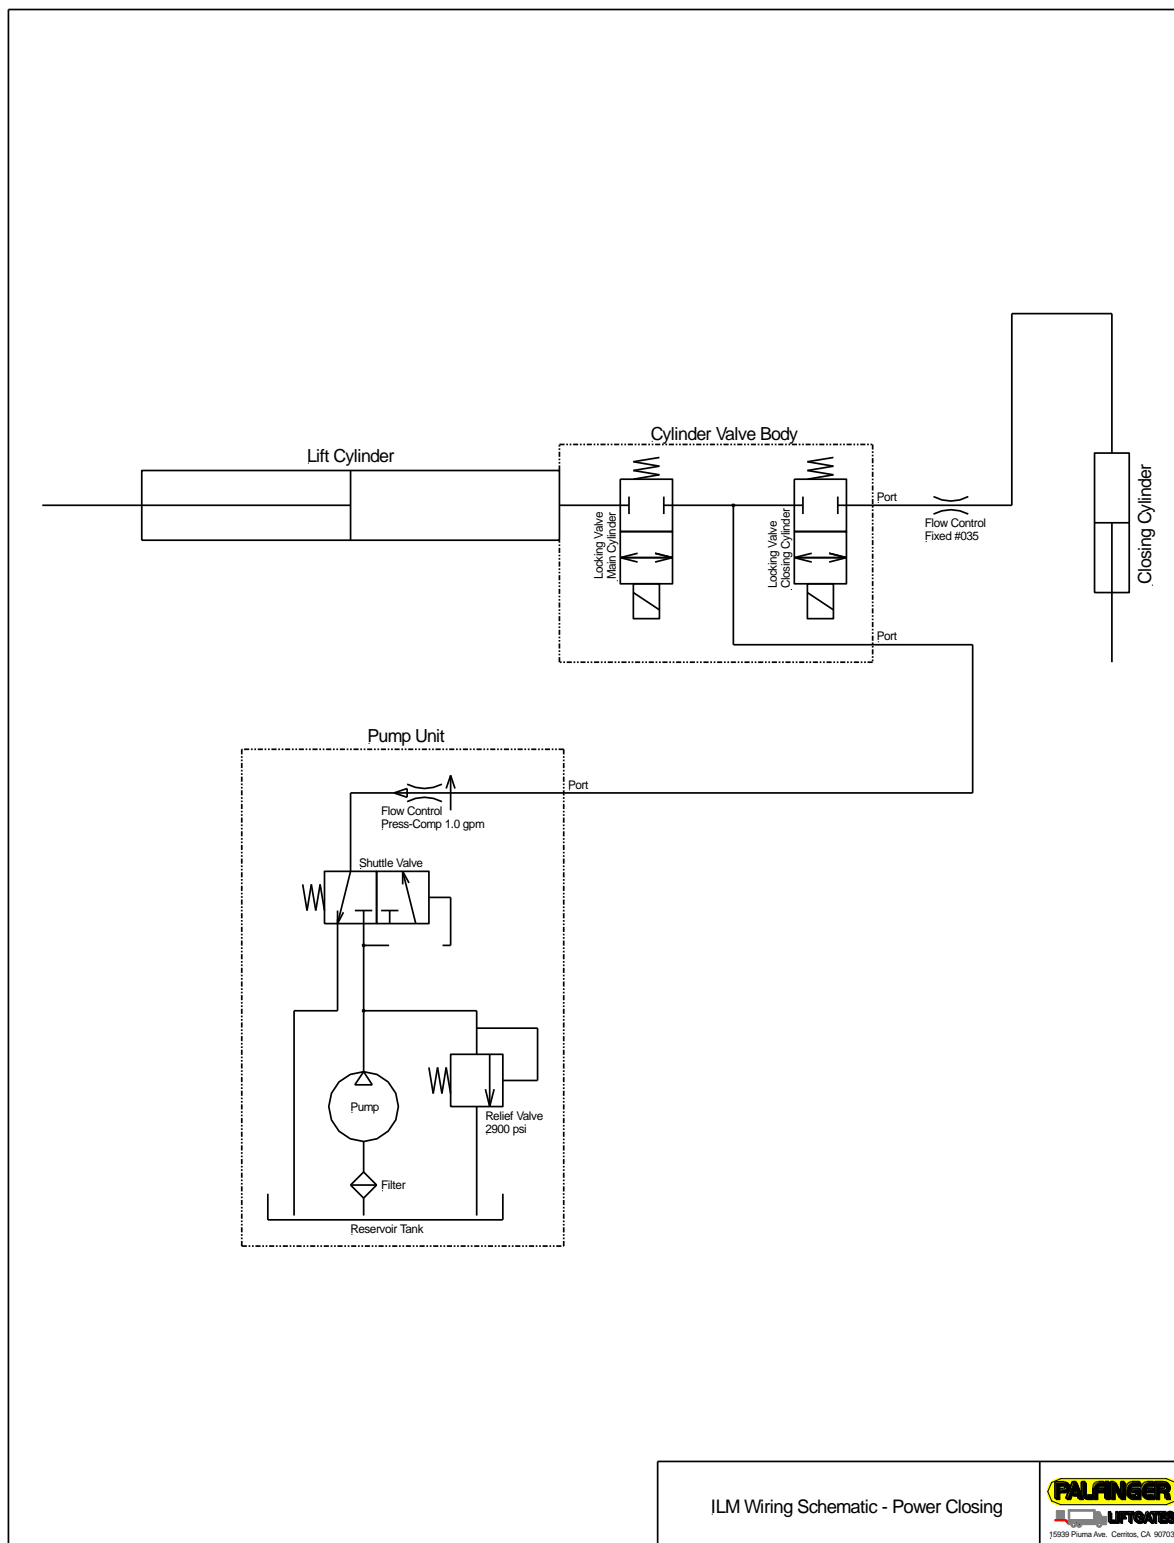 Lift Cylinder
Cylinder Valve Body
Locking Valve
Main Cylinder
Locking Valve
Closing Cylinder
Port
Flow Control
Fixed #035
Closing Cylinder
Port
Pump Unit
Port
Flow Control
Press-Comp 1.0 gpm
Shuttle Valve
Pump
Relief Valve
2900 psi
Filter
Reservoir Tank
ILM Wiring Schematic - Power Closing
PALFINGER
LIFTGATES
15939 Piuma Ave. Cerritos, CA 90703